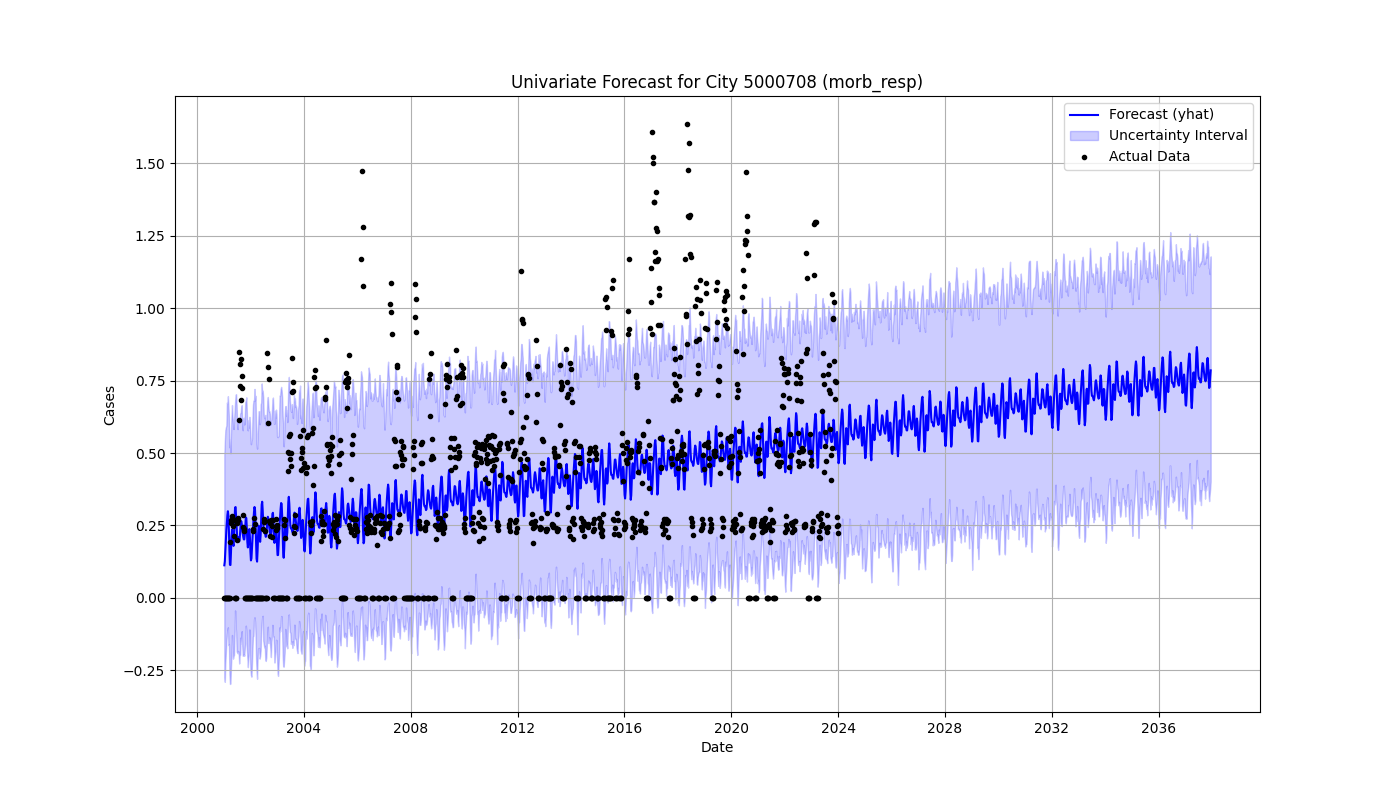 Univariate Forecast for City 5000708 (morb_resp)
Forecast (yhat)
Uncertainty Interval
Actual Data
1.50
1.25
1.00
0.75
0.50
0.25
0.00
−0.25
Cases
2000 2004 2008 2012 2016 2020 2024 2028 2032 2036
Date